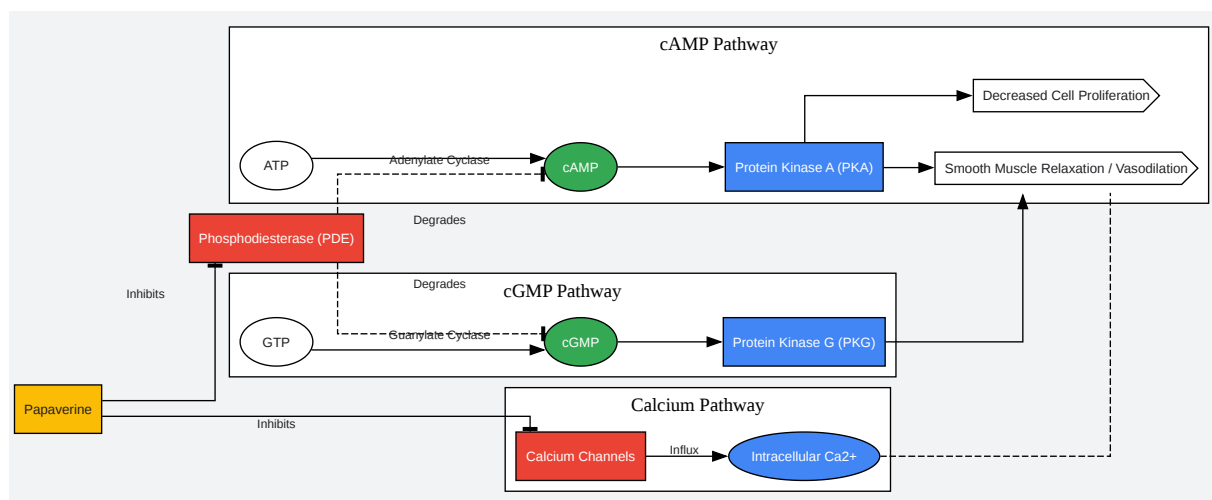 cAMP Pathway
Decreased Cell Proliferation
ATP
Adenylate Cyclase
cAMP
Protein Kinase A (PKA)
Smooth Muscle Relaxation / Vasodilation
Degrades
Phosphodiesterase (PDE)
Inhibits
Degrades
cGMP Pathway
GTP
Guanylate Cyclase
cGMP
Protein Kinase G (PKG)
Papaverine
Inhibits
Calcium Pathway
Calcium Channels
Influx
Intracellular Ca2+